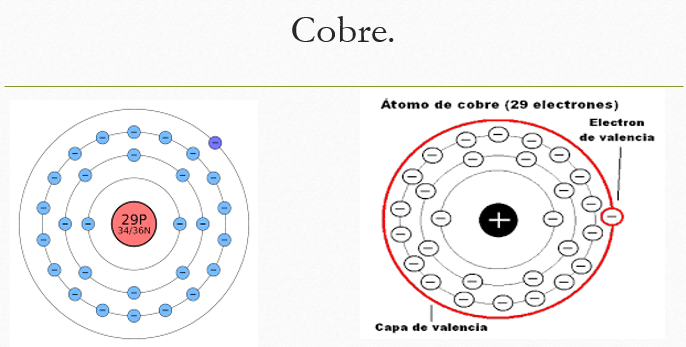 Cobre.
29P
34/36N
Átomo de cobre (29 electrones)
Electron
de valencia
+
Capa de valencia